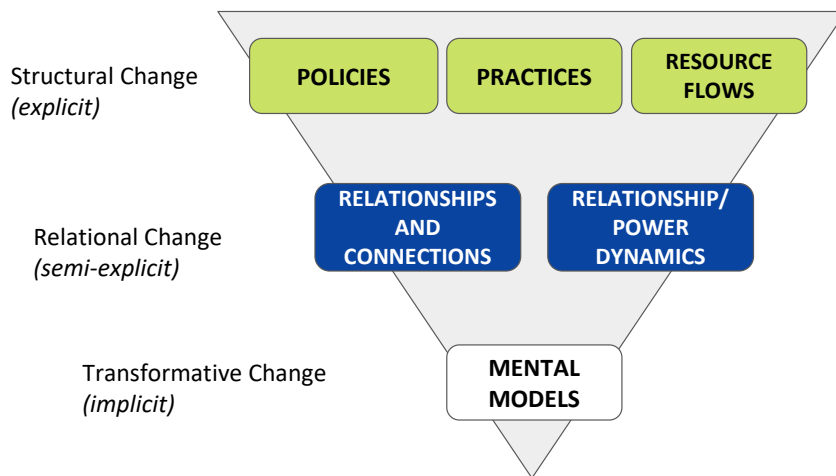 Structural Change
(explicit)
POLICIES
PRACTICES
RESOURCE
FLOWS
Relational Change
(semi-explicit)
RELATIONSHIPS
AND
CONNECTIONS
RELATIONSHIP/
POWER
DYNAMICS
Transformative Change
(implicit)
MENTAL
MODELS